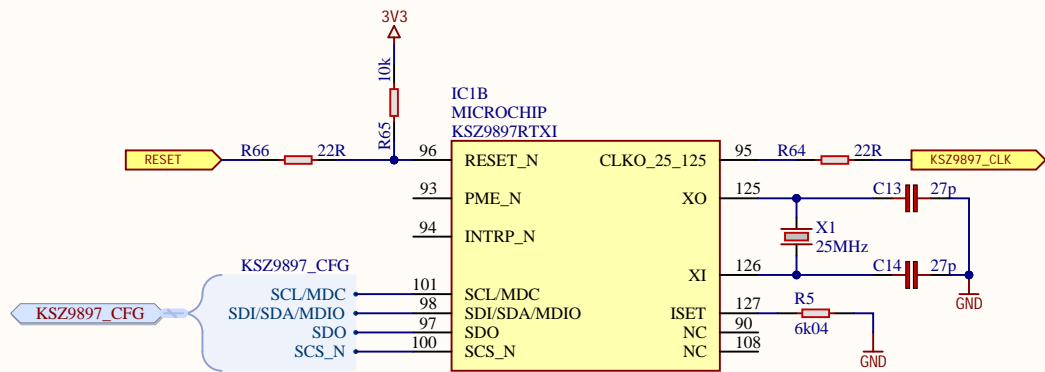 3V3
10k
R65
IC1B
MICROCHIP
KSZ9897RTXI
RESET
R66
22R
96
RESET_N
CLKO_25_125
95
R64
22R
KSZ9897_CLK
93
PME_N
XO
125
C13
27p
94
INTRP_N
X1
25MHz
KSZ9897_CFG
XI
126
C14
27p
GND
KSZ9897_CFG
SCL/MDC
101
SCL/MDC
SDI/SDA/MDIO
98
SDI/SDA/MDIO
ISET
127
R5
6k04
GND
SDO
97
SDO
NC
90
SCS_N
100
SCS_N
NC
108